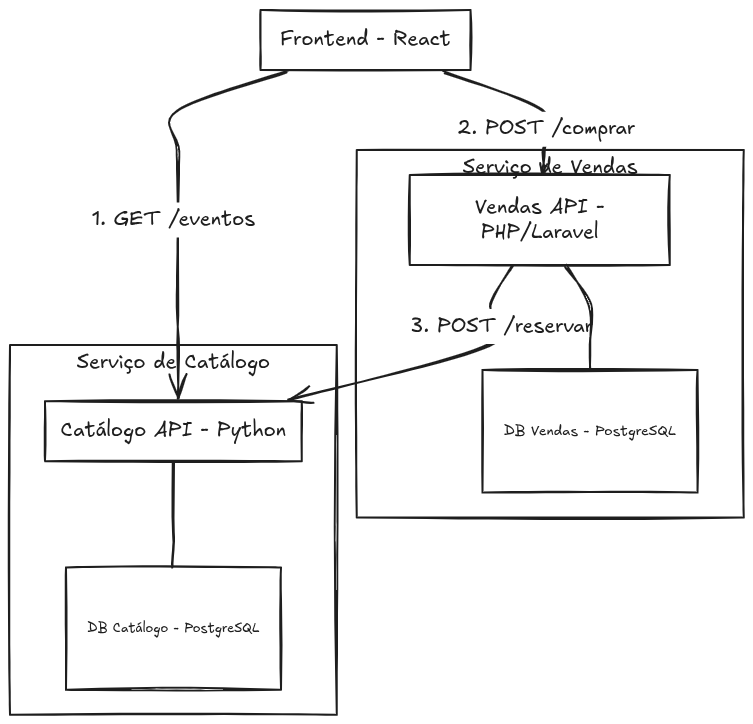 Frontend - React
2. POST /comprar
Serviço de Vendas
Vendas API -
PHP/Laravel
1. GET /eventos
3. POST /reservar
Serviço de Catálogo
Catálogo API - Python
DB Vendas - PostgreSQL
DB Catálogo - PostgreSQL